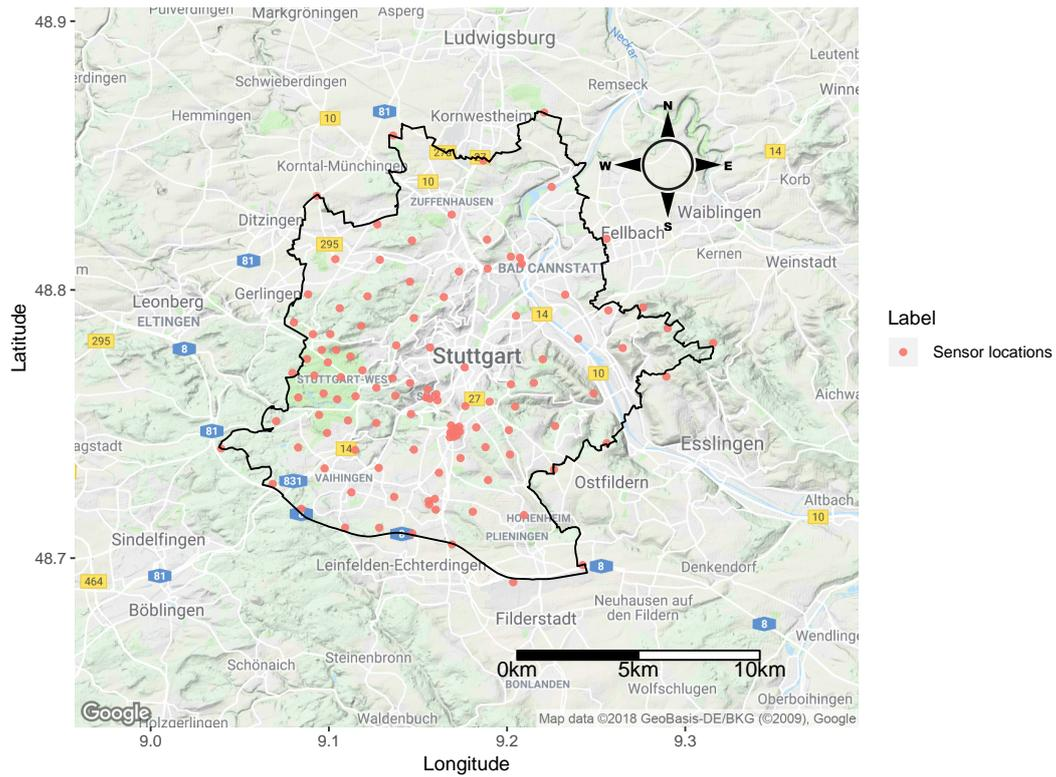 48.9
48.8
48.7
Latitude
Pulverdingen
Markgröningen
Asperg
Ludwigsburg
Neckar
erdingen
Schwieberdingen
Remseck
Winne
Hemmingen
81
10
Kornwestheim
N
14
Korntal-Münchingen
27
10
W
E
Korb
ZUFFENHAUSEN
S
Waiblingen
Ditzingen
Fellbach
295
Kernen
Weinstadt
81
m
BAD CANNSTAT
Gerlingen
Leonberg
ELTINGEN
14
295
8
Stuttgart
10
STUTTGART-WES
27
Aichwa
81
agstadt
14
Esslingen
VAIHINGEN
831
Ostfildern
Altbach
10
HOHENHEIM
PLIENINGEN
8
Sindelfingen
Leinfelden-Echterdingen
8
Denkendorf
81
464
Böblingen
Neuhausen auf
den Fildern
Filderstadt
8
Wendlinge
Steinenbronn
Schönaich
0km
5km
10km
BONLANDEN
Wolfschlugen
Oberboihingen
Google
Holzgerlingen
Waldenbuch
Map data ©2018 GeoBasis-DE/BKG (©2009), Google
9.0
9.1
9.2
9.3
Longitude
Label
Sensor locations